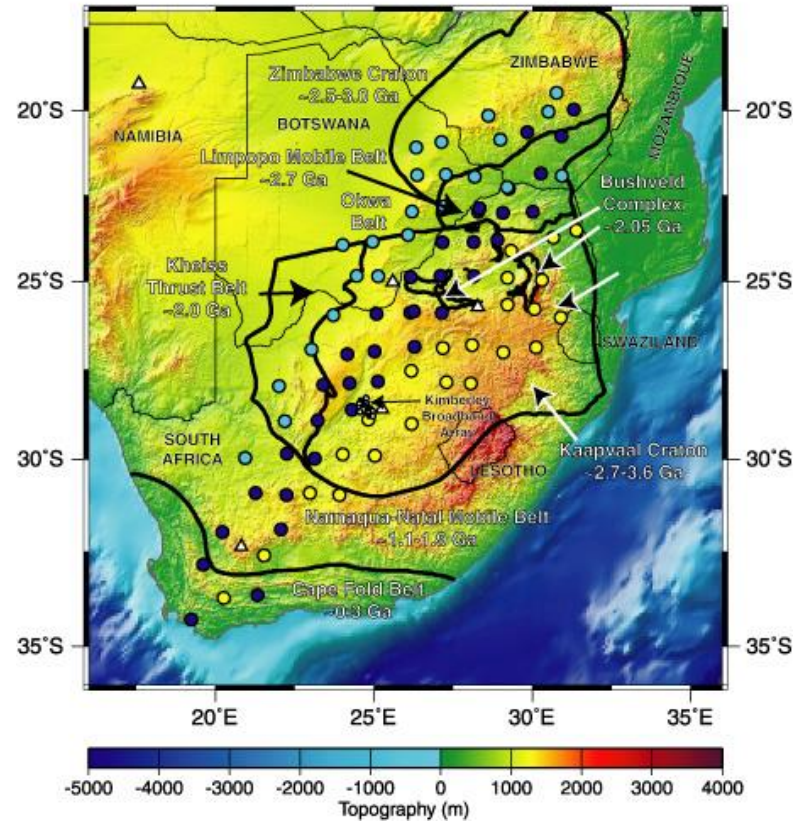 Zimbabwe Craton
~2.5-3.0 Ga
ZIMBABWE
MOZAMBIQUE
20°S
20°S
NAMIBIA
BOTSWANA
Limpopo Mobile Belt
~2.7 Ga
Okwa
Belt
Bushveld
Complex
~2.05 Ga
25°S
25°S
Kheiss
Thrust Belt
~2.0 Ga
SWAZILAND
Kimberley
Broadband
Array
SOUTH
AFRICA
Kaapvaal Craton
~2.7-3.6 Ga
30°S
30°S
LESOTHO
Namaqua-Natal Mobile Belt
~1.1-1.9 Ga
Cape Fold Belt
~0.3 Ga
35°S
35°S
20°E
25°E
30°E
35°E
-5000 -4000 -3000 -2000 -1000 0 1000 2000 3000 4000
Topography (m)